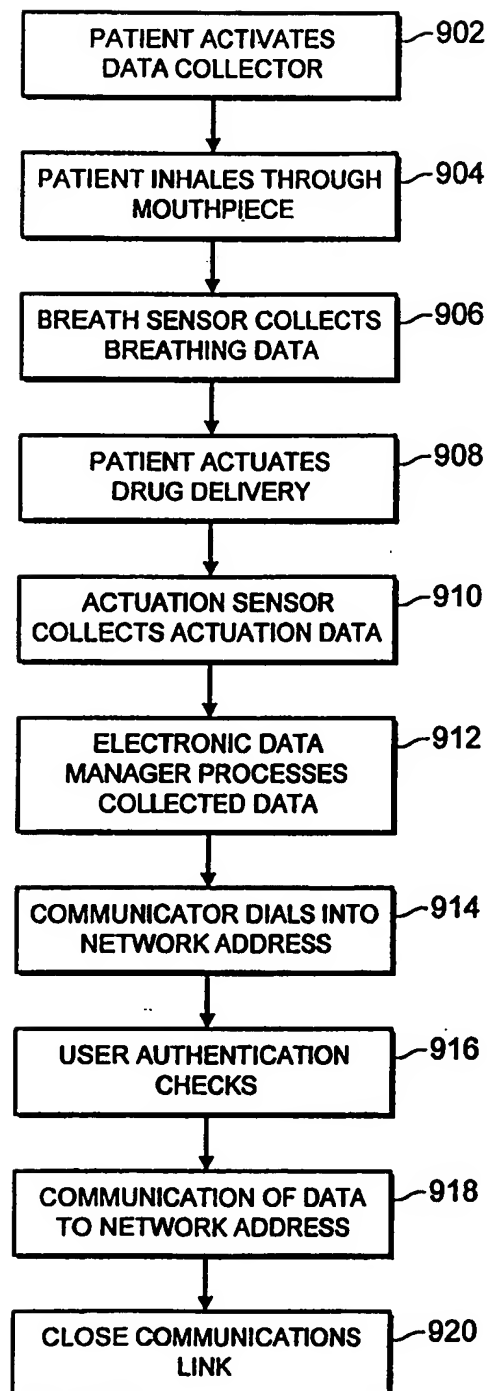 PATIENT ACTIVATES
DATA COLLECTOR
902
PATIENT INHALES THROUGH
MOUTHPIECE
904
BREATH SENSOR COLLECTS
BREATHING DATA
906
PATIENT ACTUATES
DRUG DELIVERY
908
ACTUATION SENSOR
COLLECTS ACTUATION DATA
910
ELECTRONIC DATA
MANAGER PROCESSES
COLLECTED DATA
912
COMMUNICATOR DIALS INTO
NETWORK ADDRESS
914
USER AUTHENTICATION
CHECKS
916
COMMUNICATION OF DATA
TO NETWORK ADDRESS
918
CLOSE COMMUNICATIONS
LINK
920